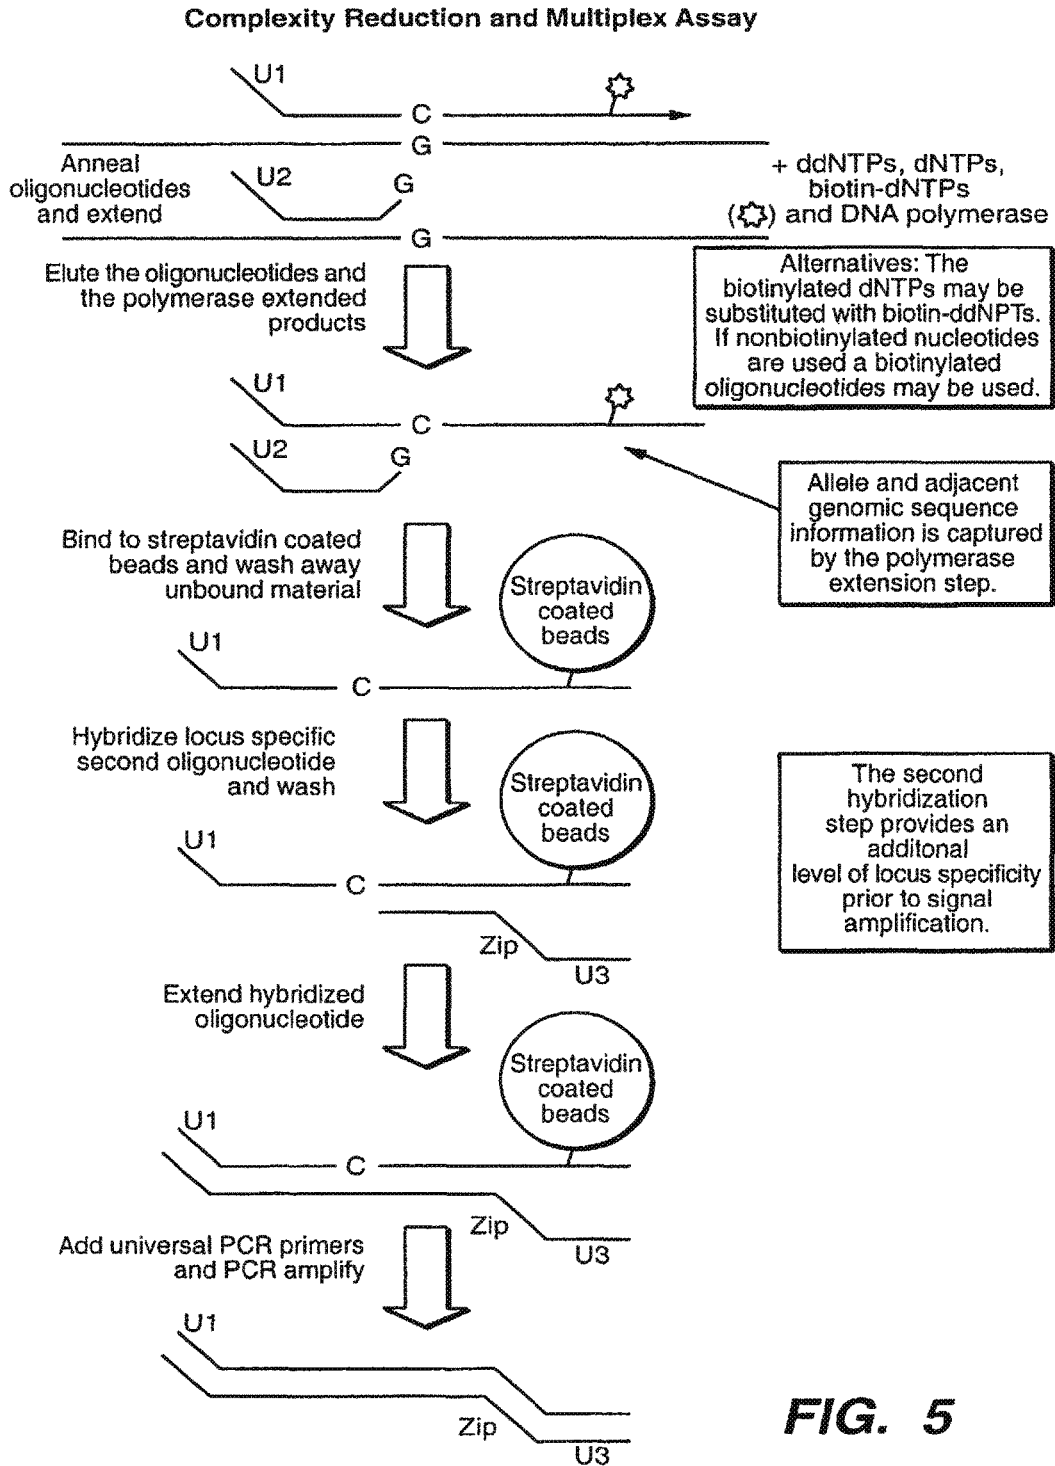 Complexity Reduction and Multiplex Assay
U1
C
G
Anneal
oligonucleotides
and extend
U2
G
G
+ ddNTPs, dNTPs,
biotin-dNTPs
( ) and DNA polymerase
Elute the oligonucleotides and
the polymerase extended
products
Alternatives: The
biotinylated dNTPs may be
substituted with biotin-ddNPTs.
If nonbiotinylated nucleotides
are used a biotinylated
oligonucleotides may be used.
U1
C
U2
G
Allele and adjacent
genomic sequence
information is captured
by the polymerase
extension step.
Bind to streptavidin coated
beads and wash away
unbound material
Streptavidin
coated
beads
U1
C
Hybridize locus specific
second oligonucleotide
and wash
Streptavidin
coated
beads
The second
hybridization
step provides an
additonal
level of locus specificity
prior to signal
amplification.
U1
C
Zip
U3
Extend hybridized
oligonucleotide
Streptavidin
coated
beads
U1
C
Zip
U3
Add universal PCR primers
and PCR amplify
U1
Zip
U3
FIG. 5